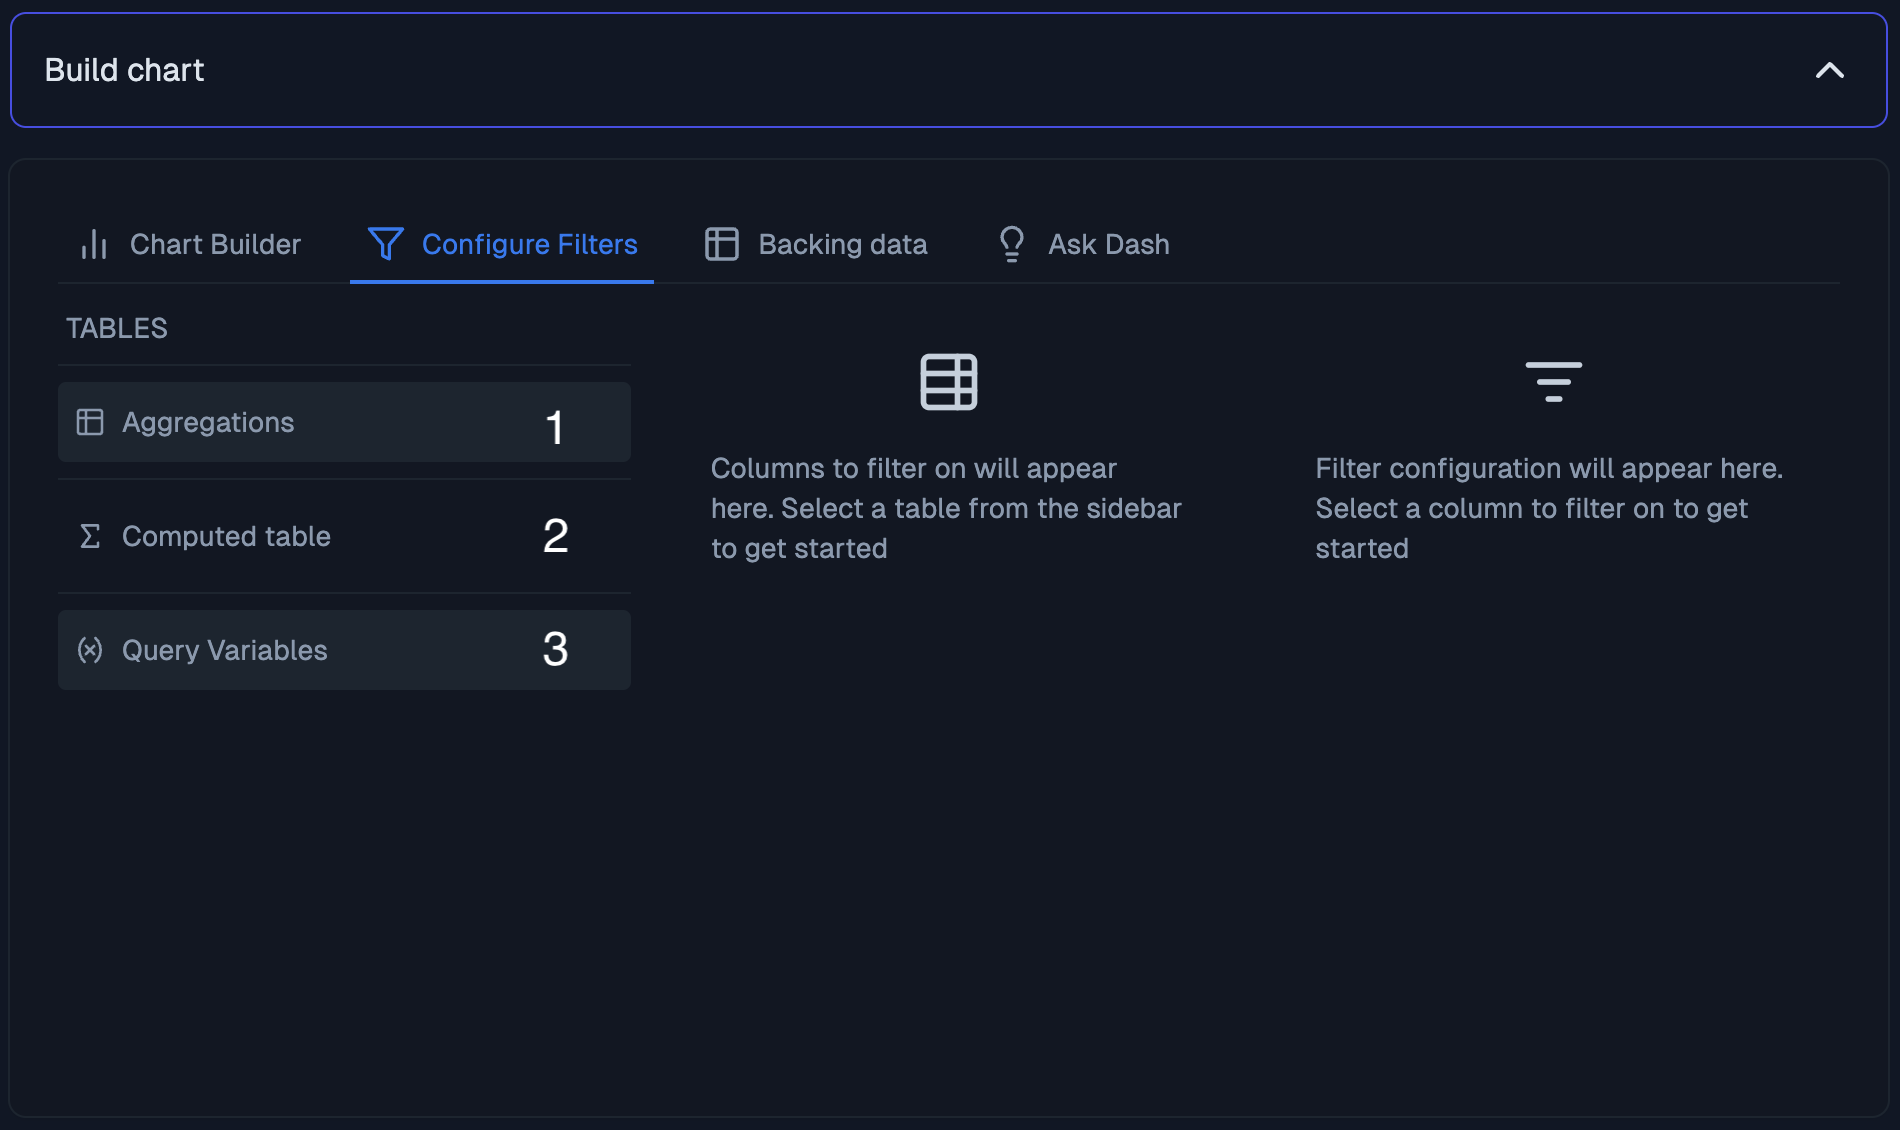 Build chart
Chart Builder
Configure Filters
Backing data
Ask Dash
TABLES
Aggregations 1
Computed table 2
Query Variables 3
Columns to filter on will appear
here. Select a table from the sidebar
to get started
Filter configuration will appear here.
Select a column to filter on to get
started